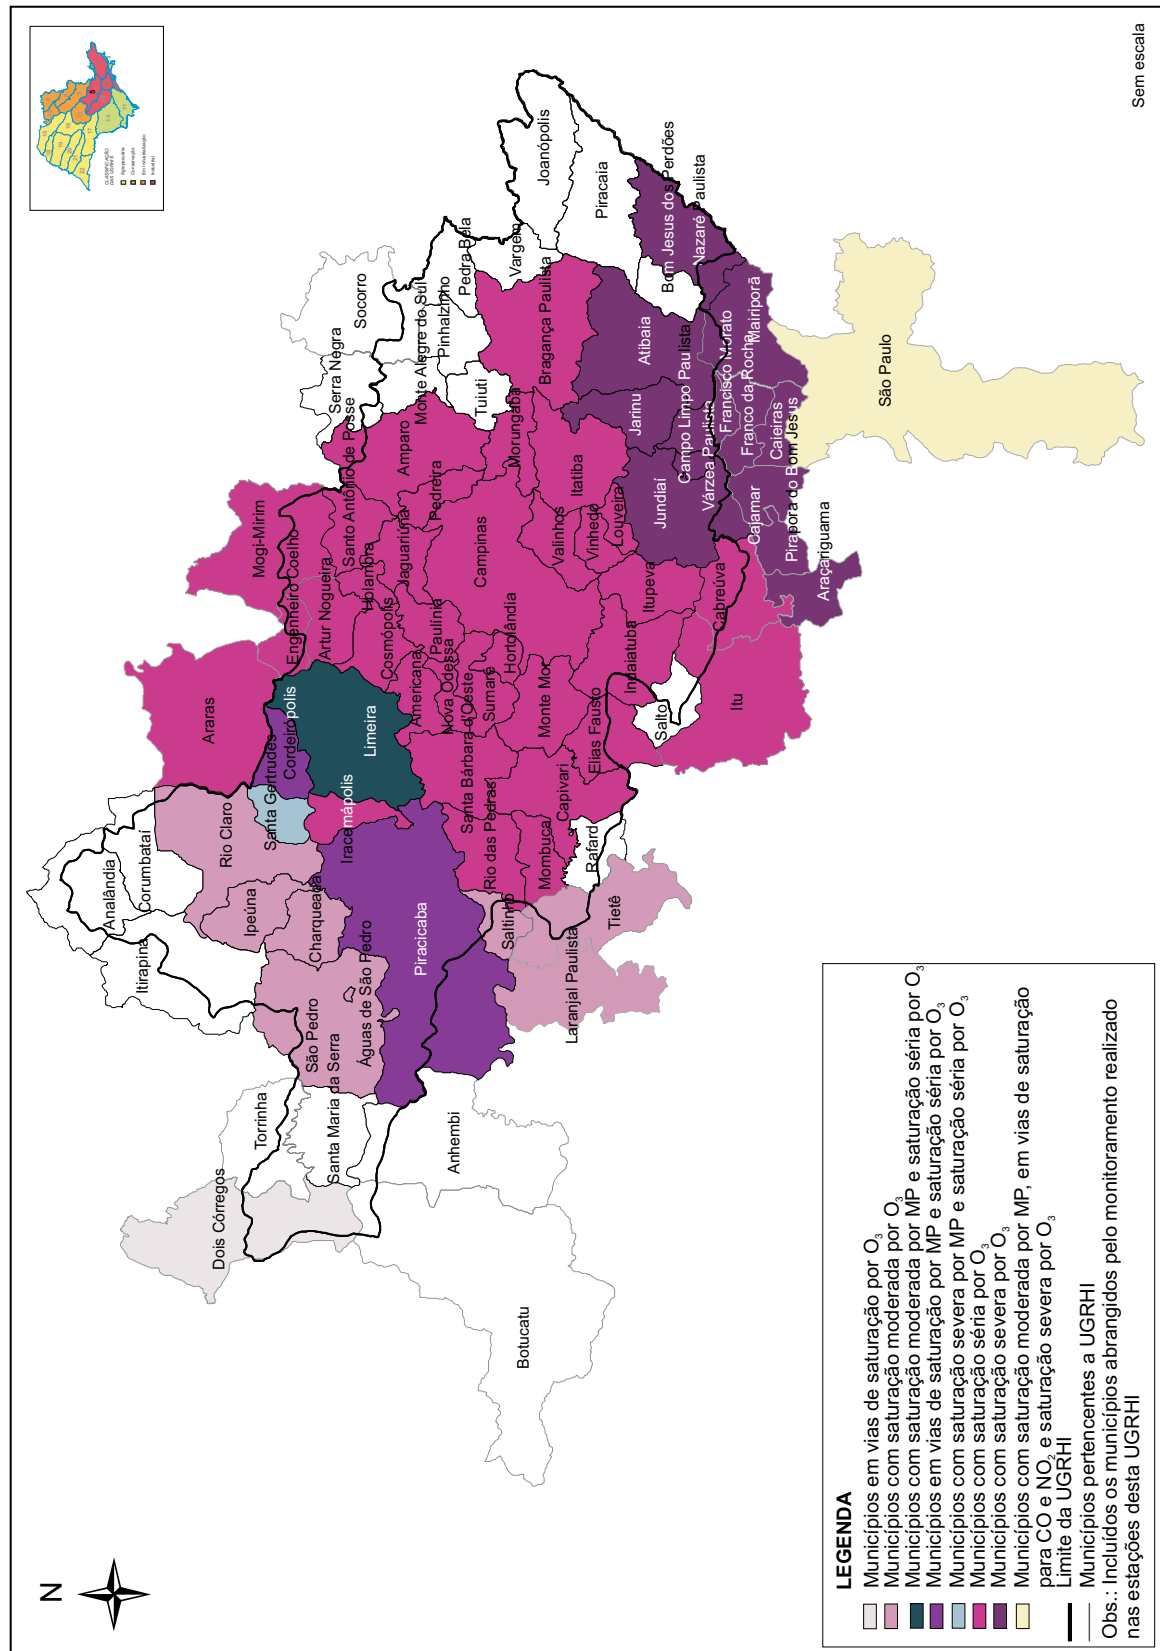 N
CLASSIFICAÇÃO
DAS UGRHIS
Agropecuária
Conservação
Em Industrialização
Industrial
5
Analândia
Corumbataí
Itirapina
Araras
Mogi-Mirim
Socorro
Serra Negra
Dois Córregos
Torrinha
Rio Claro
Ipeúna
Santa Gertrudes
Cordeirópolis
Engenheiro Coelho
Artur Nogueira
Santo Antônio de Posse
Holambra
São Pedro
Charqueada
Santa Maria da Serra
Águas de São Pedro
Iracemápolis
Limeira
Cosmópolis
Jaguariúna
Pedreira
Amparo
Monte Alegre do Sul
Pinhalzinho
Pedra Bela
Vargem
Joanópolis
Piracaia
Tuiuti
Morungaba
Bragança Paulista
Piracicaba
Americana
Nova Odessa
Paulínia
Campinas
Anhembi
Botucatu
Saltinho
Rio das Pedras
Santa Bárbara d'Oeste
Sumaré
Hortolândia
Valinhos
Vinhedo
Louveira
Itatiba
Mombuca
Capivari
Rafard
Monte Mor
Elias Fausto
Indaiatuba
Itupeva
Jundiaí
Jarinu
Atibaia
Bom Jesus dos Perdões
Nazaré Paulista
Campo Limpo Paulista
Várzea Paulista
Laranjal Paulista
Tietê
Salto
Cabreúva
Itu
Francisco Morato
Franco da Rocha
Mairiporã
Caieiras
Cajamar
Pirapora do Bom Jesus
Araçariguama
São Paulo
LEGENDA
Municípios em vias de saturação por O3
Municípios com saturação moderada por O3
Municípios com saturação moderada por MP e saturação séria por O3
Municípios em vias de saturação por MP e saturação séria por O3
Municípios com saturação severa por MP e saturação séria por O3
Municípios com saturação séria por O3
Municípios com saturação severa por O3
Municípios com saturação moderada por MP, em vias de saturação
para CO e NO2 e saturação severa por O3
Limite da UGRHI
Municípios pertencentes a UGRHI
Obs.: Incluídos os municípios abrangidos pelo monitoramento realizado
nas estações desta UGRHI
Sem escala